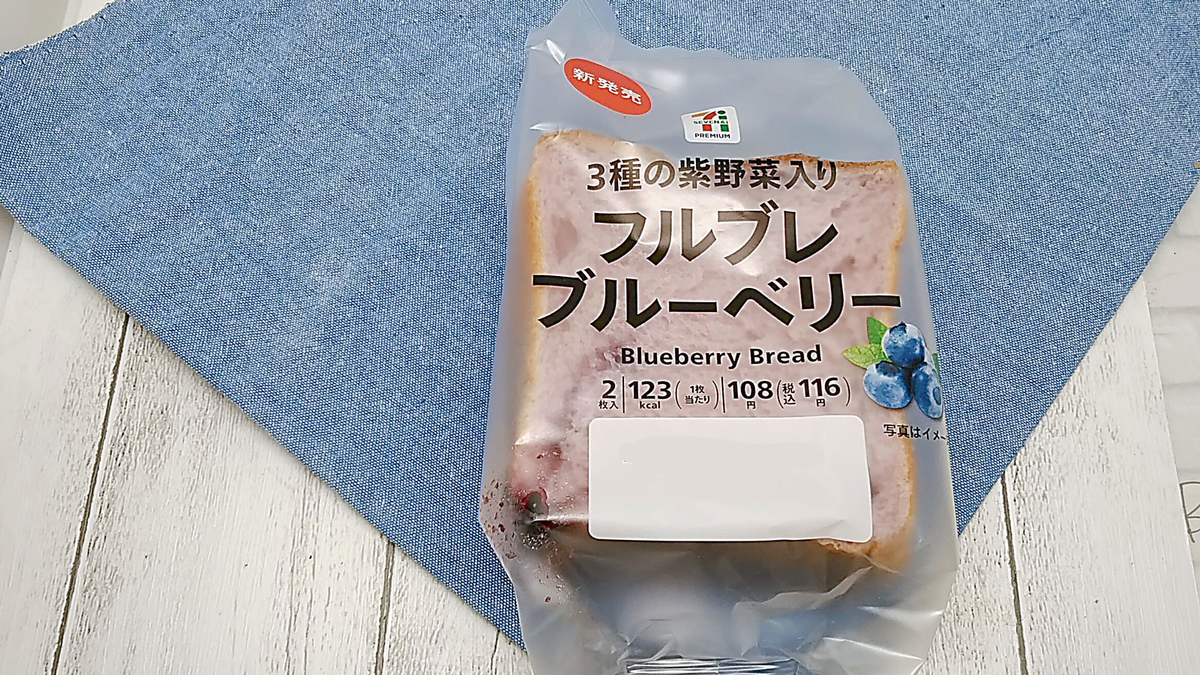 新発売
SEVEN&i
PREMIUM
3種の紫野菜入り
フルブレ
ブルーベリー
Blueberry Bread
2枚入 123kcal (1枚当たり) 108円 (税込116円)
写真はイメー